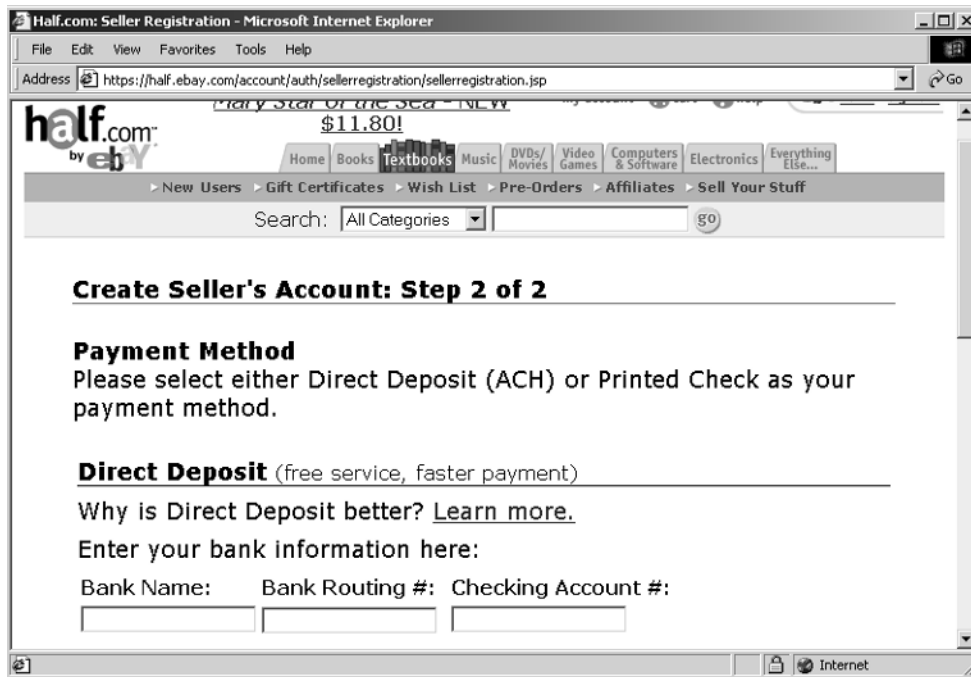 Half.com: Seller Registration - Microsoft Internet Explorer
File Edit View Favorites Tools Help
Address https://half.ebay.com/account/auth/sellerregistration/sellerregistration.jsp Go
Mary Star of the Sea - NEW
$11.80!
half.com
by ebY
Home Books Textbooks Music DVDs/ Movies Video Games Computers & Software Electronics Everything Else...
New Users Gift Certificates Wish List Pre-Orders Affiliates Sell Your Stuff
Search: All Categories go
Create Seller's Account: Step 2 of 2
Payment Method
Please select either Direct Deposit (ACH) or Printed Check as your
payment method.
Direct Deposit (free service, faster payment)
Why is Direct Deposit better? Learn more.
Enter your bank information here:
Bank Name: Bank Routing #: Checking Account #:
Internet